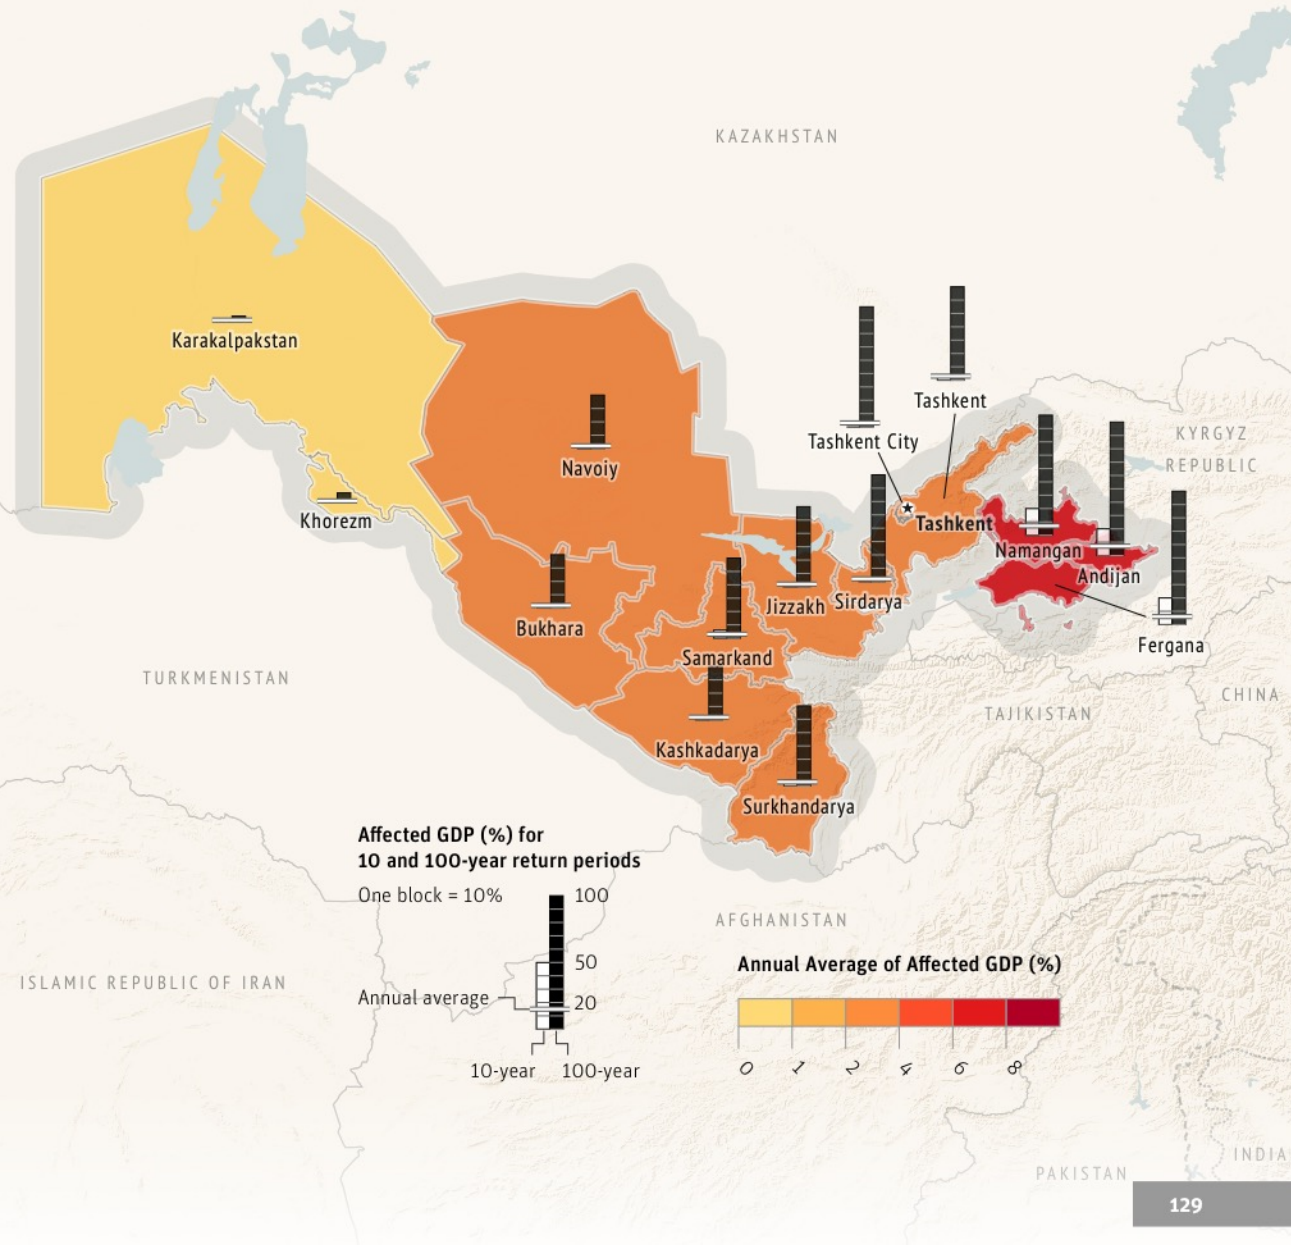 KAZAKHSTAN
Tashkent
Tashkent City
KYRGYZ
REPUBLIC
Karakalpakstan
Navoiy
Khorezm
Tashkent
Namangan
Andijan
Jizzakh
Sirdarya
Bukhara
Samarkand
Fergana
TURKMENISTAN
CHINA
TAJIKISTAN
Kashkadarya
Surkhandarya
Affected GDP (%) for
10 and 100-year return periods
One block = 10%
100
50
20
Annual average
10-year
100-year
AFGHANISTAN
ISLAMIC REPUBLIC OF IRAN
Annual Average of Affected GDP (%)
0
1
2
4
6
8
INDIA
PAKISTAN
129